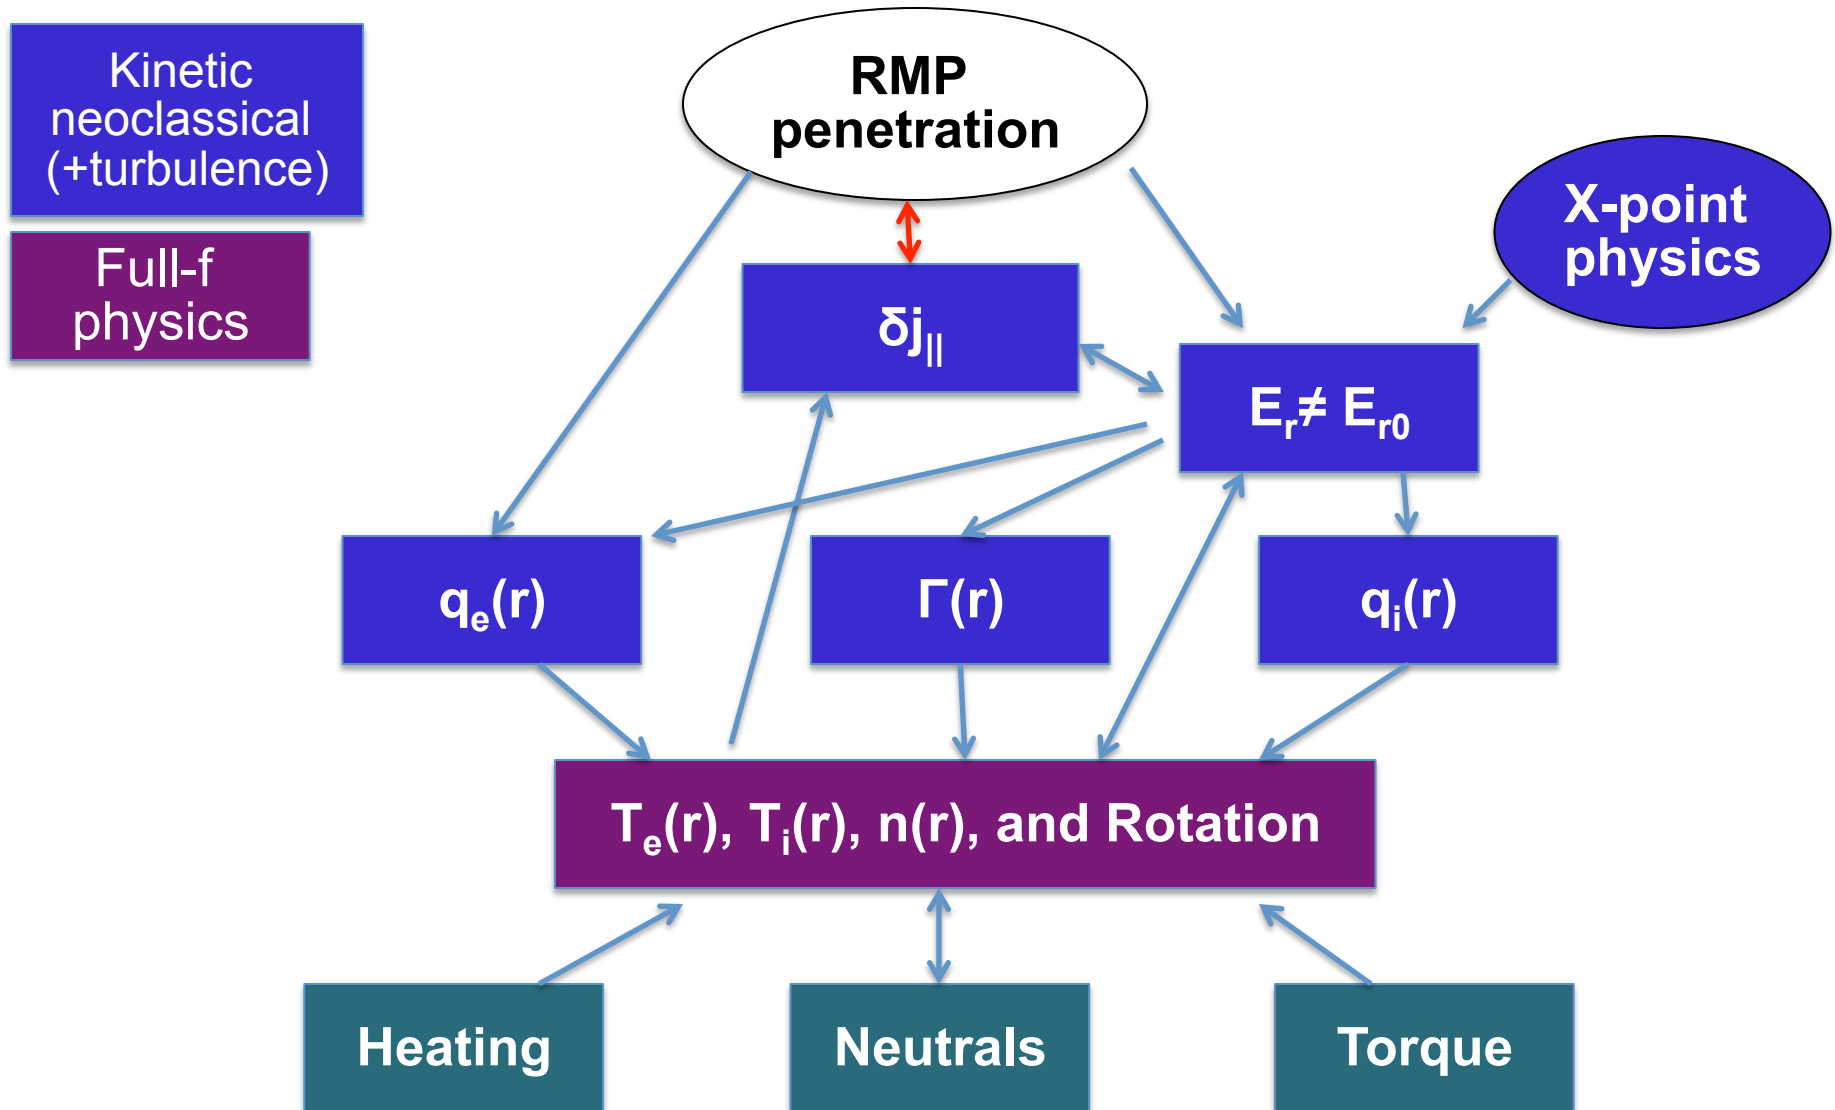 Kinetic
neoclassical
(+turbulence)
Full-f
physics
RMP
penetration
X-point
physics
δj||
Er≠ Er0
qe(r)
Γ(r)
qi(r)
Te(r), Ti(r), n(r), and Rotation
Heating
Neutrals
Torque